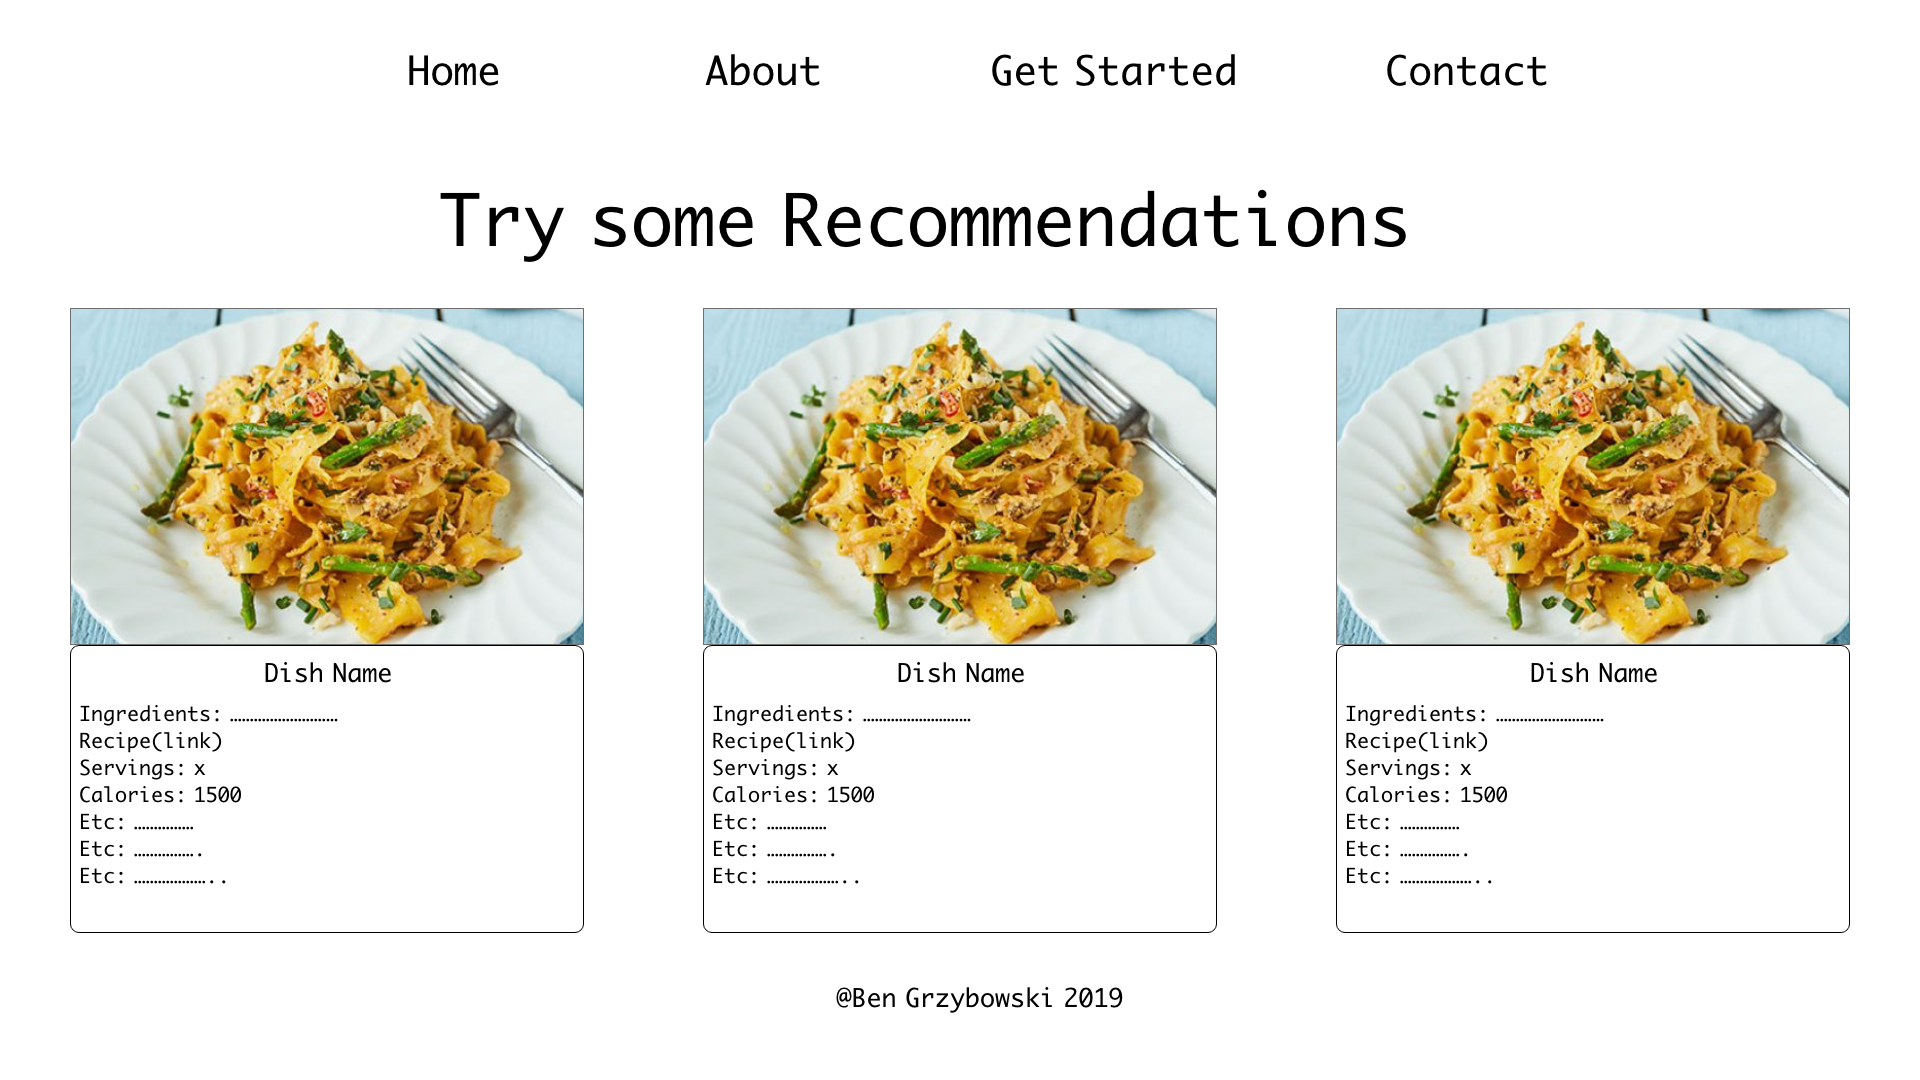 Home About Get Started Contact
Try some Recommendations
Dish Name
Ingredients: ………………………
Recipe(link)
Servings: x
Calories: 1500
Etc: ……………
Etc: …………….
Etc: ………………..
Dish Name
Ingredients: ………………………
Recipe(link)
Servings: x
Calories: 1500
Etc: ……………
Etc: …………….
Etc: ………………..
Dish Name
Ingredients: ………………………
Recipe(link)
Servings: x
Calories: 1500
Etc: ……………
Etc: …………….
Etc: ………………..
@Ben Grzybowski 2019